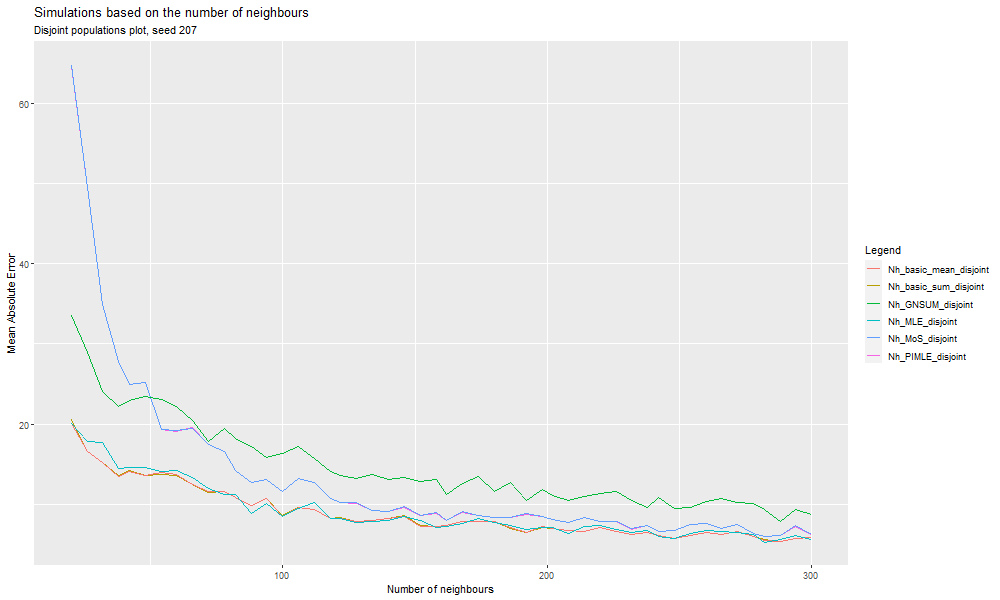 Simulations based on the number of neighbours
Disjoint populations plot, seed 207
Mean Absolute Error
60
40
20
100
200
300
Number of neighbours
Legend
Nh_basic_mean_disjoint
Nh_basic_sum_disjoint
Nh_GNSUM_disjoint
Nh_MLE_disjoint
Nh_MoS_disjoint
Nh_PIMLE_disjoint